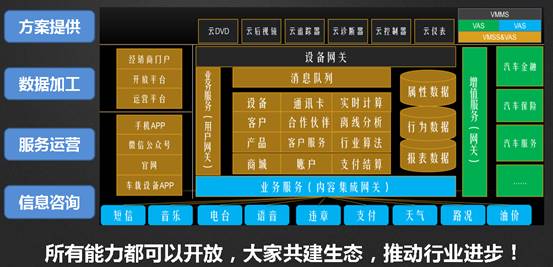 方案提供
数据加工
服务运营
信息咨询
云DVD 云后视镜 云追踪器 云诊断器 云控制器 云仪表
VMMS
VAS VAS
VMSS&VAS
设备网关
经销商门户
开放平台
运营平台
手机APP
微信公众号
官网
车载设备APP
业务服务（用户网关）
消息队列
设备 通讯卡 实时计算
客户 合作伙伴 离线分析
产品 客户服务 行业算法
商城 账户 支付结算
属性数据
行为数据
报表数据
增值服务（网关）
汽车金融
汽车保险
汽车服务
……
业务服务（内容集成网关）
短信 音乐 电台 语音 违章 支付 天气 路况 油价
所有能力都可以开放，大家共建生态，推动行业进步！